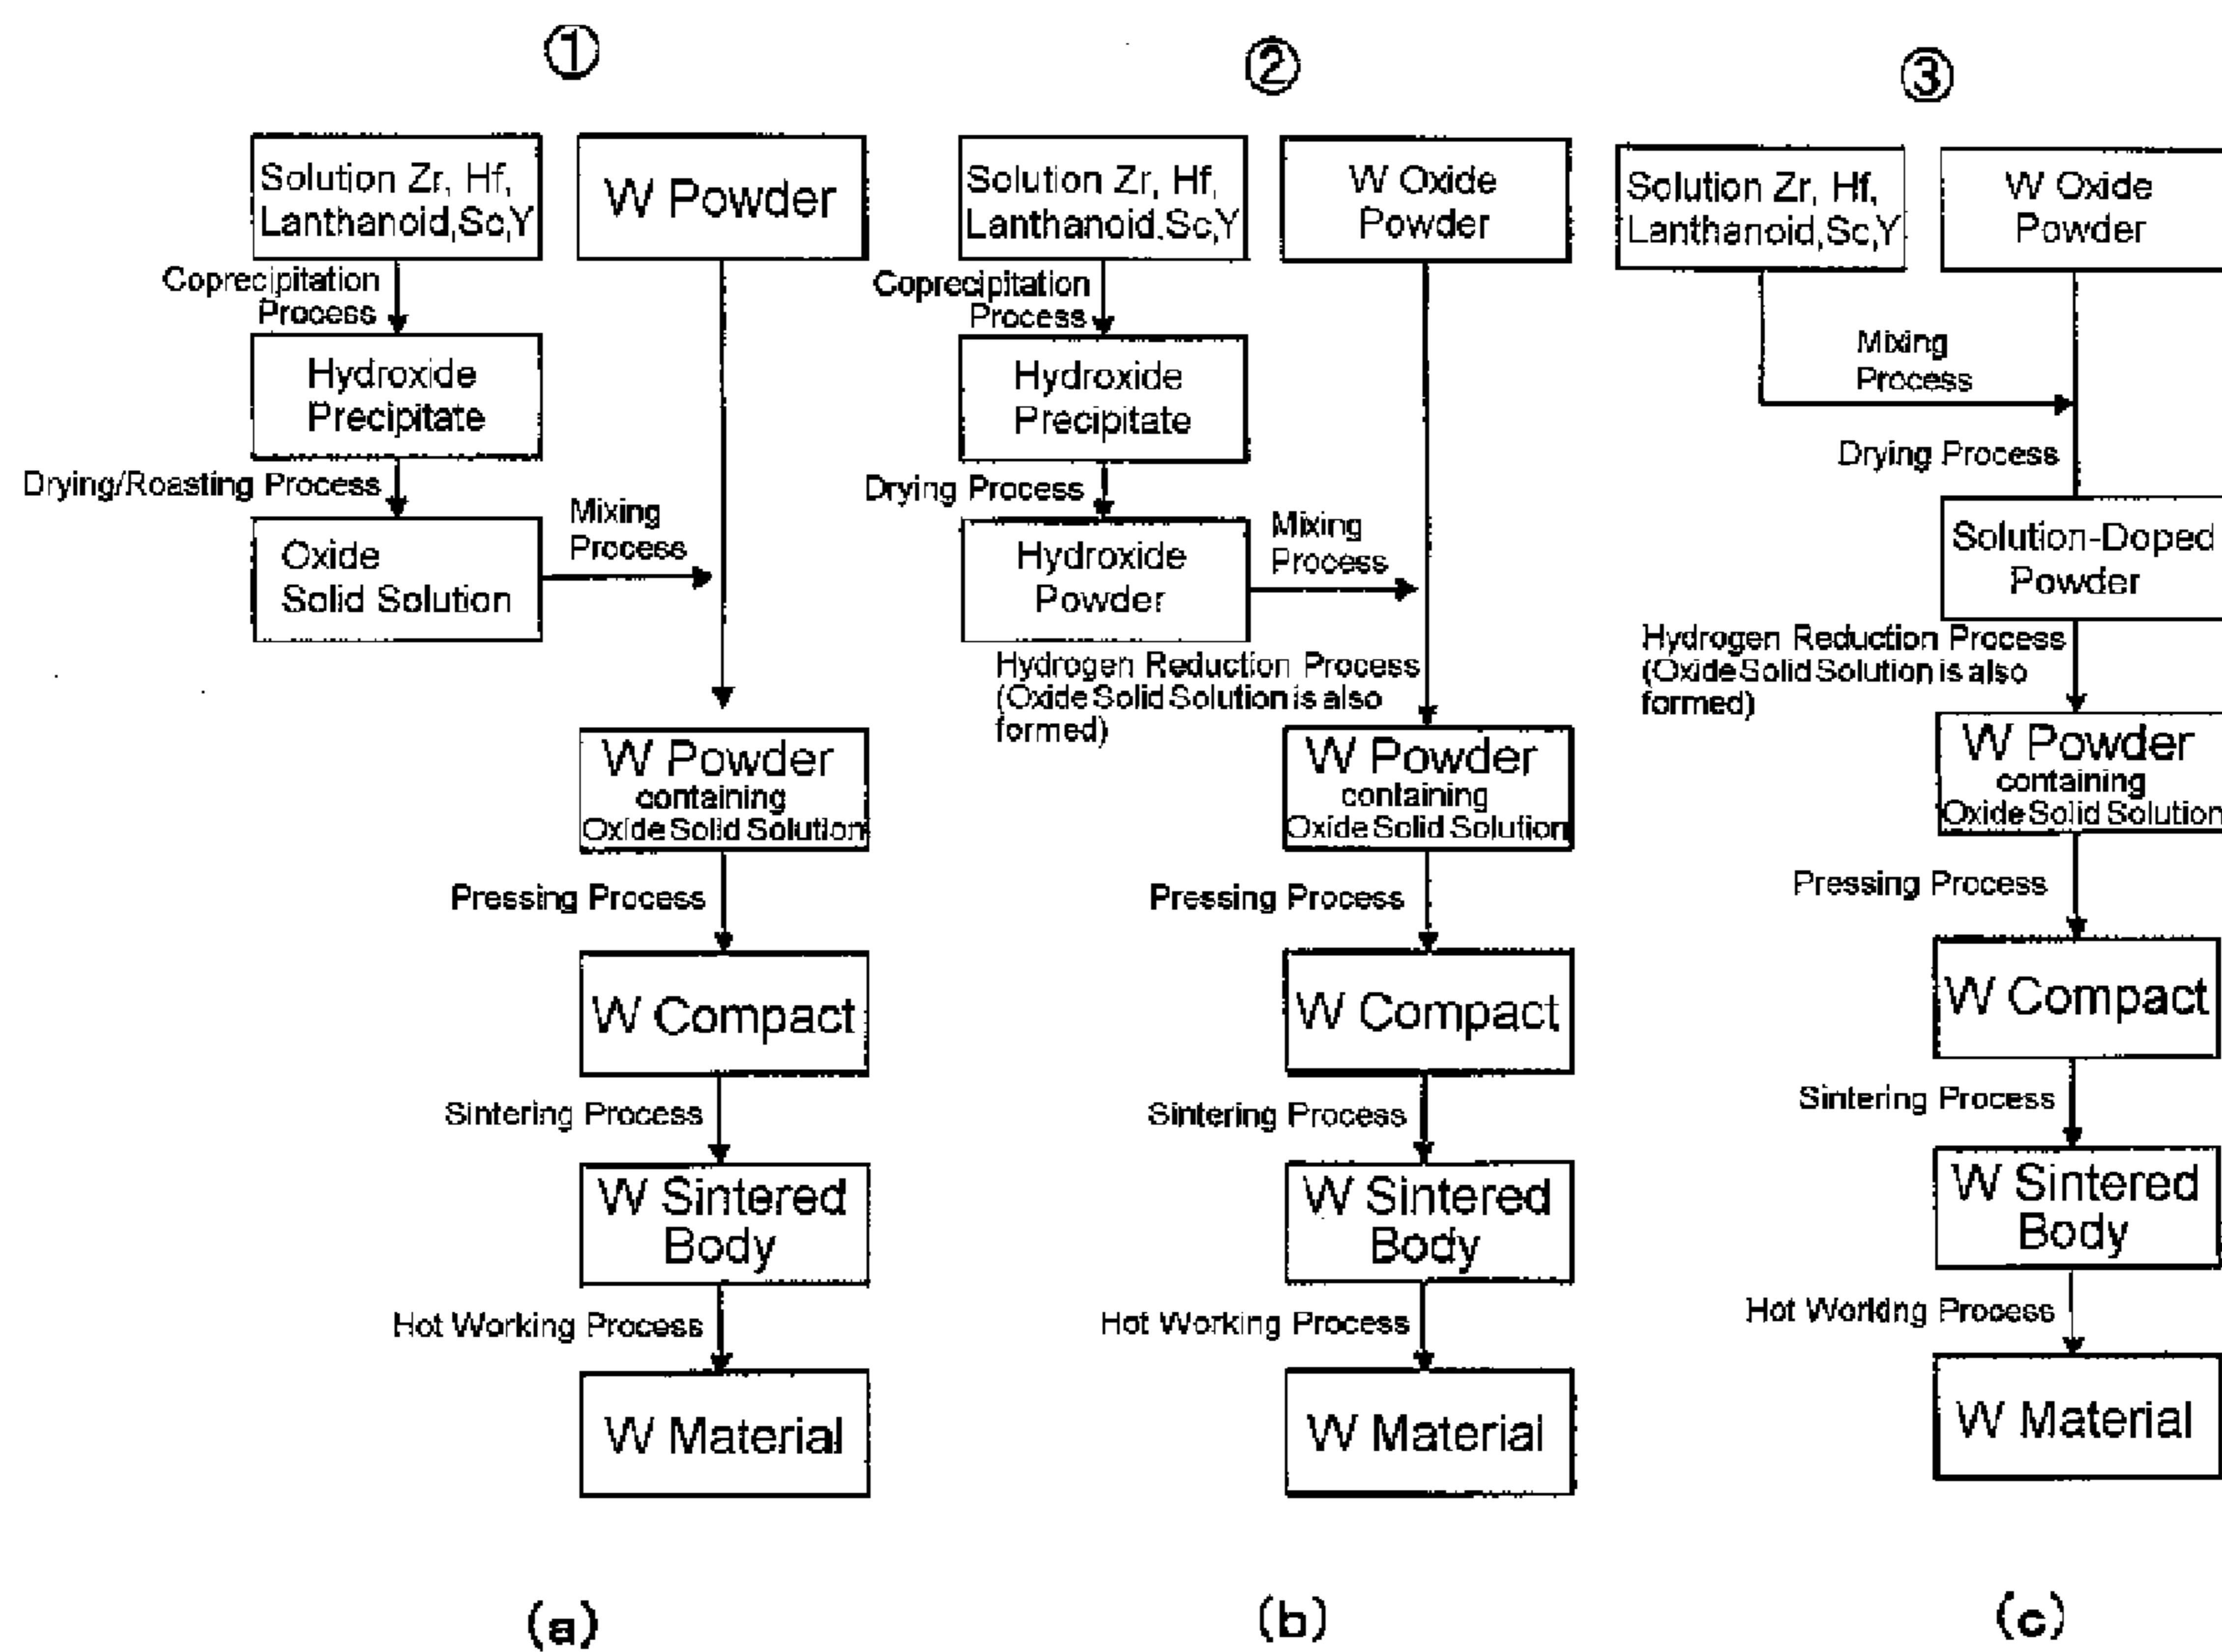 ①
Solution Zr, Hf,
Lanthanoid,Sc,Y
W Powder
Coprecipitation
Process
Hydroxide
Precipitate
Drying/Roasting Process
Oxide
Solid Solution
Mixing
Process
W Powder
containing
Oxide Solid Solution
Pressing Process
W Compact
Sintering Process
W Sintered
Body
Hot Working Process
W Material
(a)
②
Solution Zr, Hf,
Lanthanoid,Sc,Y
W Oxide
Powder
Coprecipitation
Process
Hydroxide
Precipitate
Drying Process
Hydroxide
Powder
Mixing
Process
Hydrogen Reduction Process
(Oxide Solid Solution is also
formed)
W Powder
containing
Oxide Solid Solution
Pressing Process
W Compact
Sintering Process
W Sintered
Body
Hot Working Process
W Material
(b)
③
Solution Zr, Hf,
Lanthanoid,Sc,Y
W Oxide
Powder
Mixing
Process
Drying Process
Solution-Doped
Powder
Hydrogen Reduction Process
(Oxide Solid Solution is also
formed)
W Powder
containing
Oxide Solid Solution
Pressing Process
W Compact
Sintering Process
W Sintered
Body
Hot Working Process
W Material
(c)